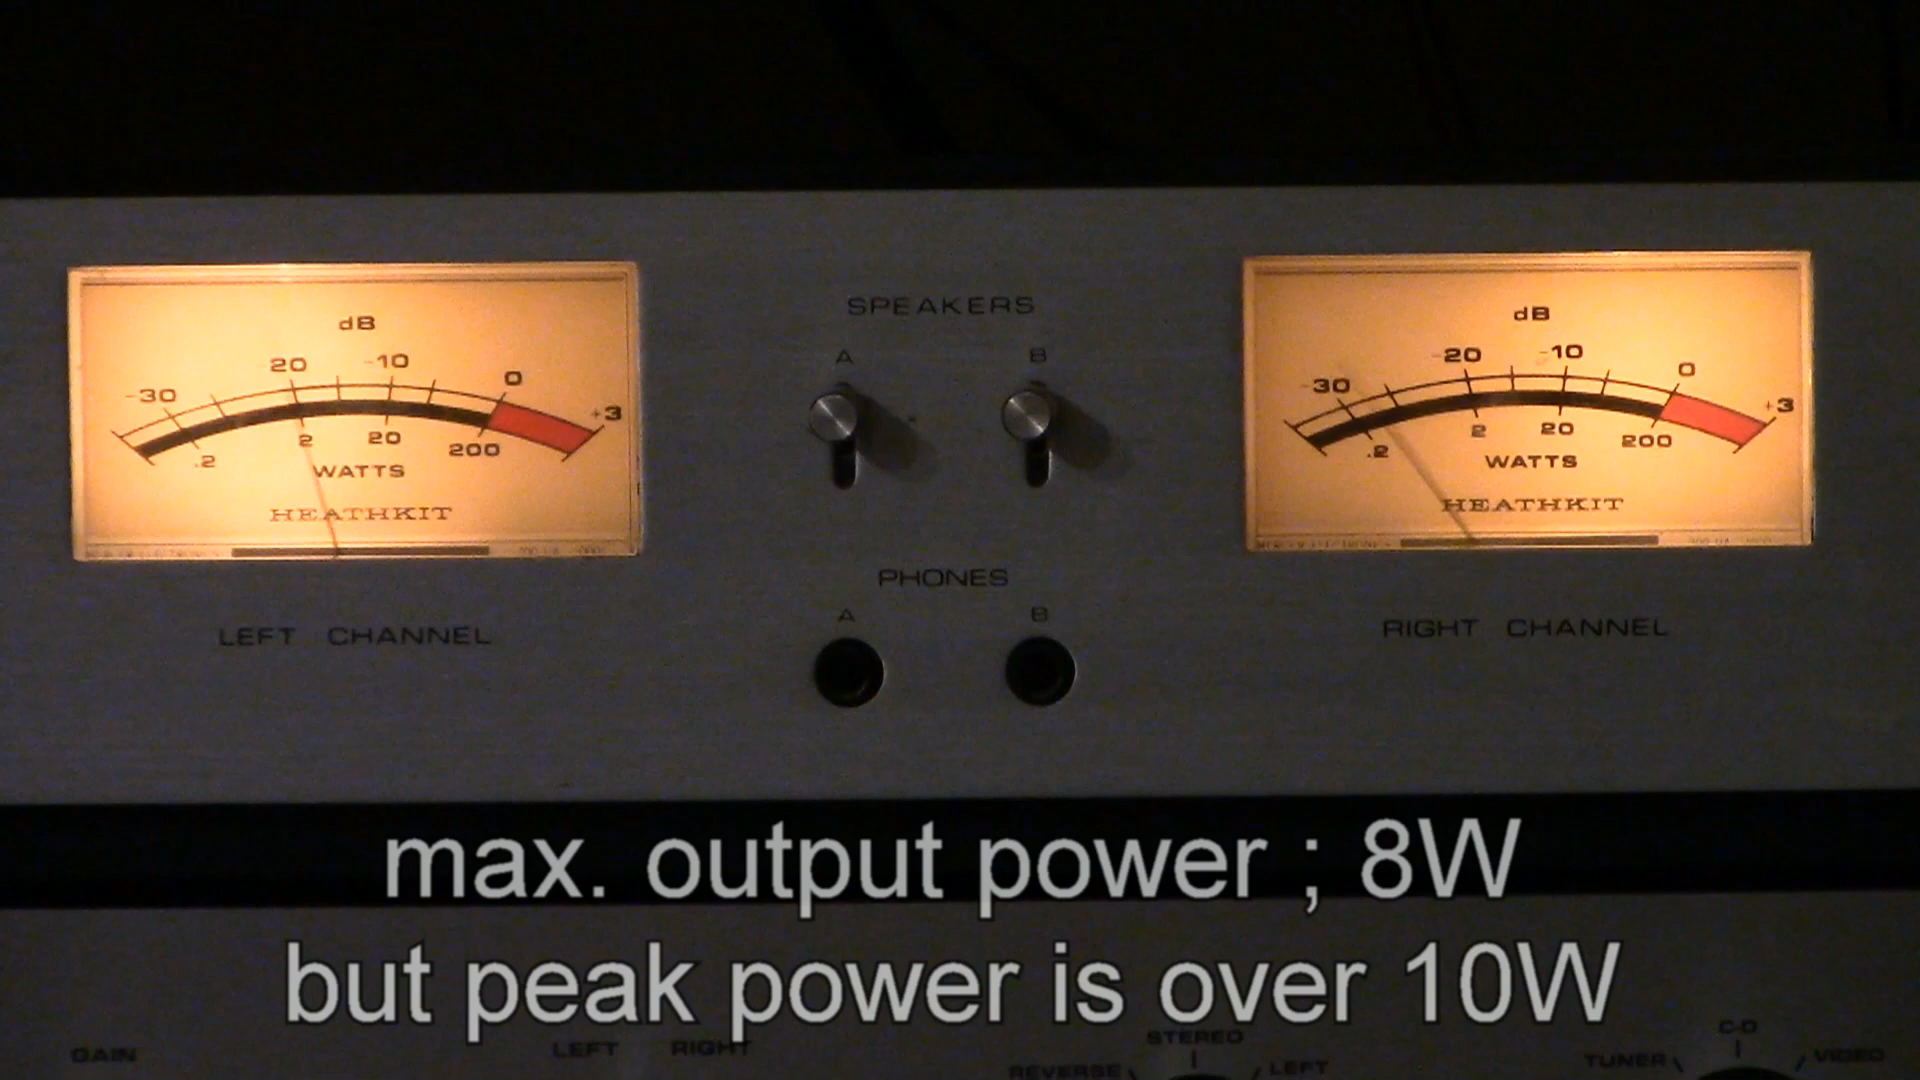 dB
-30 20 -10 0 +3
.2 2 20 200
WATTS
HEATHKIT
LEFT CHANNEL
SPEAKERS
A B
PHONES
A B
dB
-30 -20 -10 0 +3
.2 2 20 200
WATTS
HEATHKIT
RIGHT CHANNEL
max. output power ; 8W
but peak power is over 10W
GAIN
LEFT RIGHT
STEREO
REVERSE LEFT
C-D
TUNER VIDEO